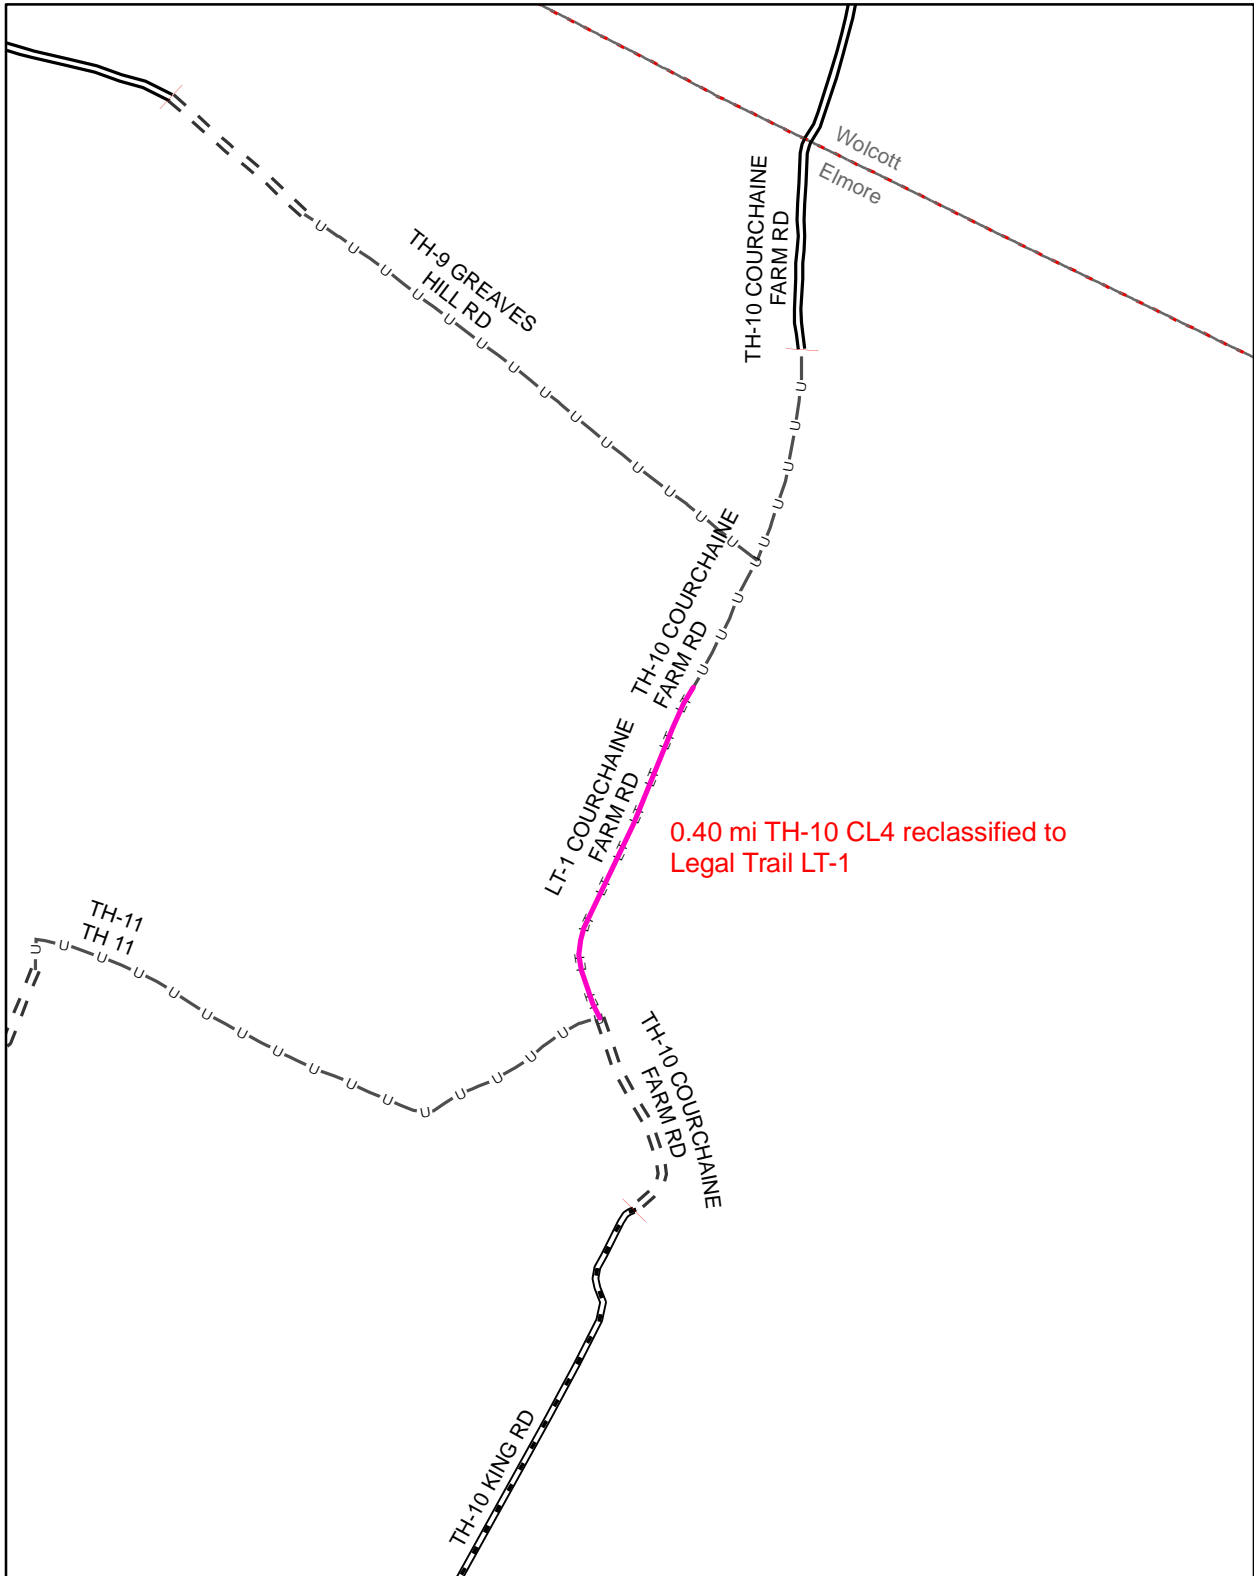 Wolcott
Elmore
TH-10 COURCHAINE
FARM RD
TH-9 GREAVES
HILL RD
TH-10 COURCHAINE
FARM RD
LT-1 COURCHAINE
FARM RD
0.40 mi TH-10 CL4 reclassified to
Legal Trail LT-1
TH-11
TH 11
TH-10 COURCHAINE
FARM RD
TH-10 KING RD